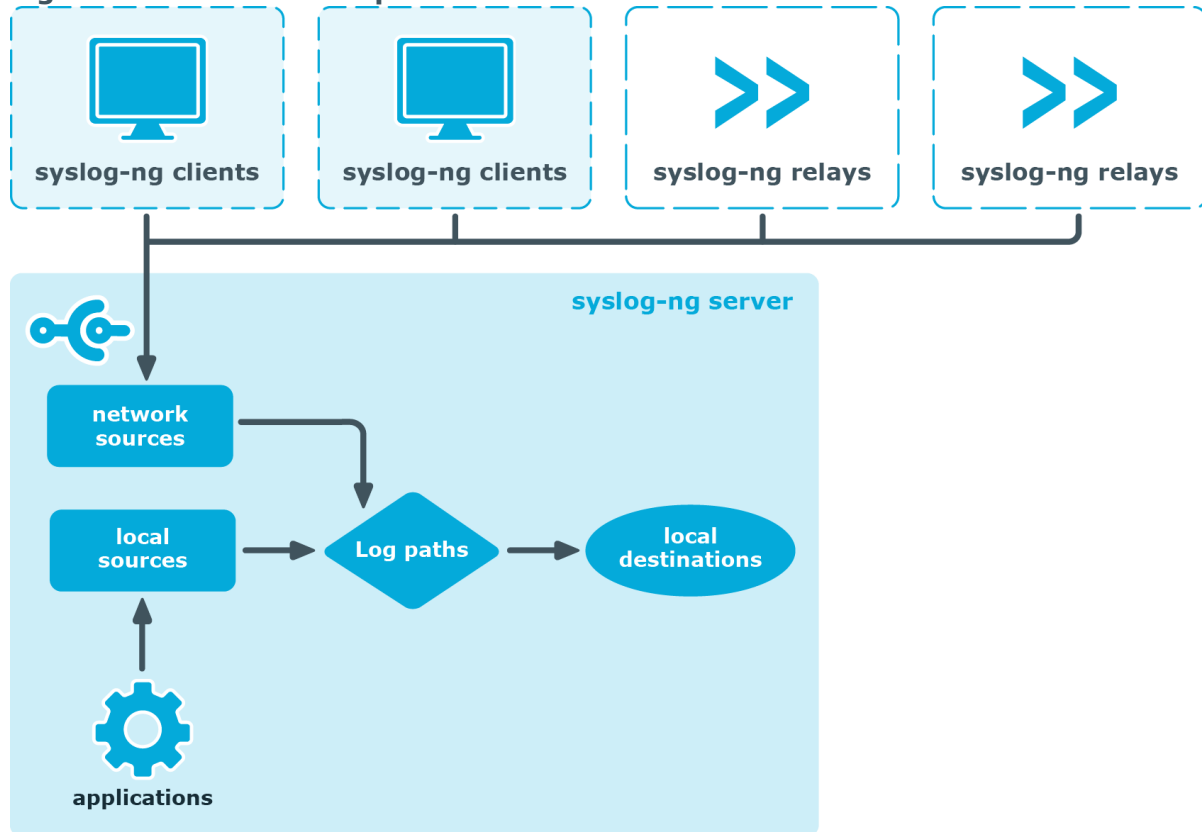 syslog-ng clients
syslog-ng clients
syslog-ng relays
syslog-ng relays
syslog-ng server
network
sources
local
sources
Log paths
local
destinations
applications